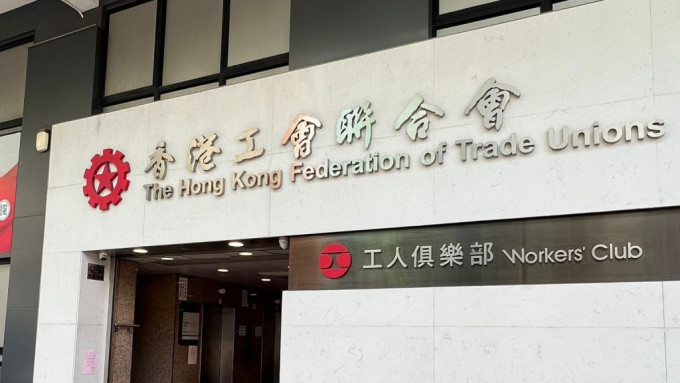 香港工會聯合會
The Hong Kong Federation of Trade Unions
工人俱樂部 Workers' Club